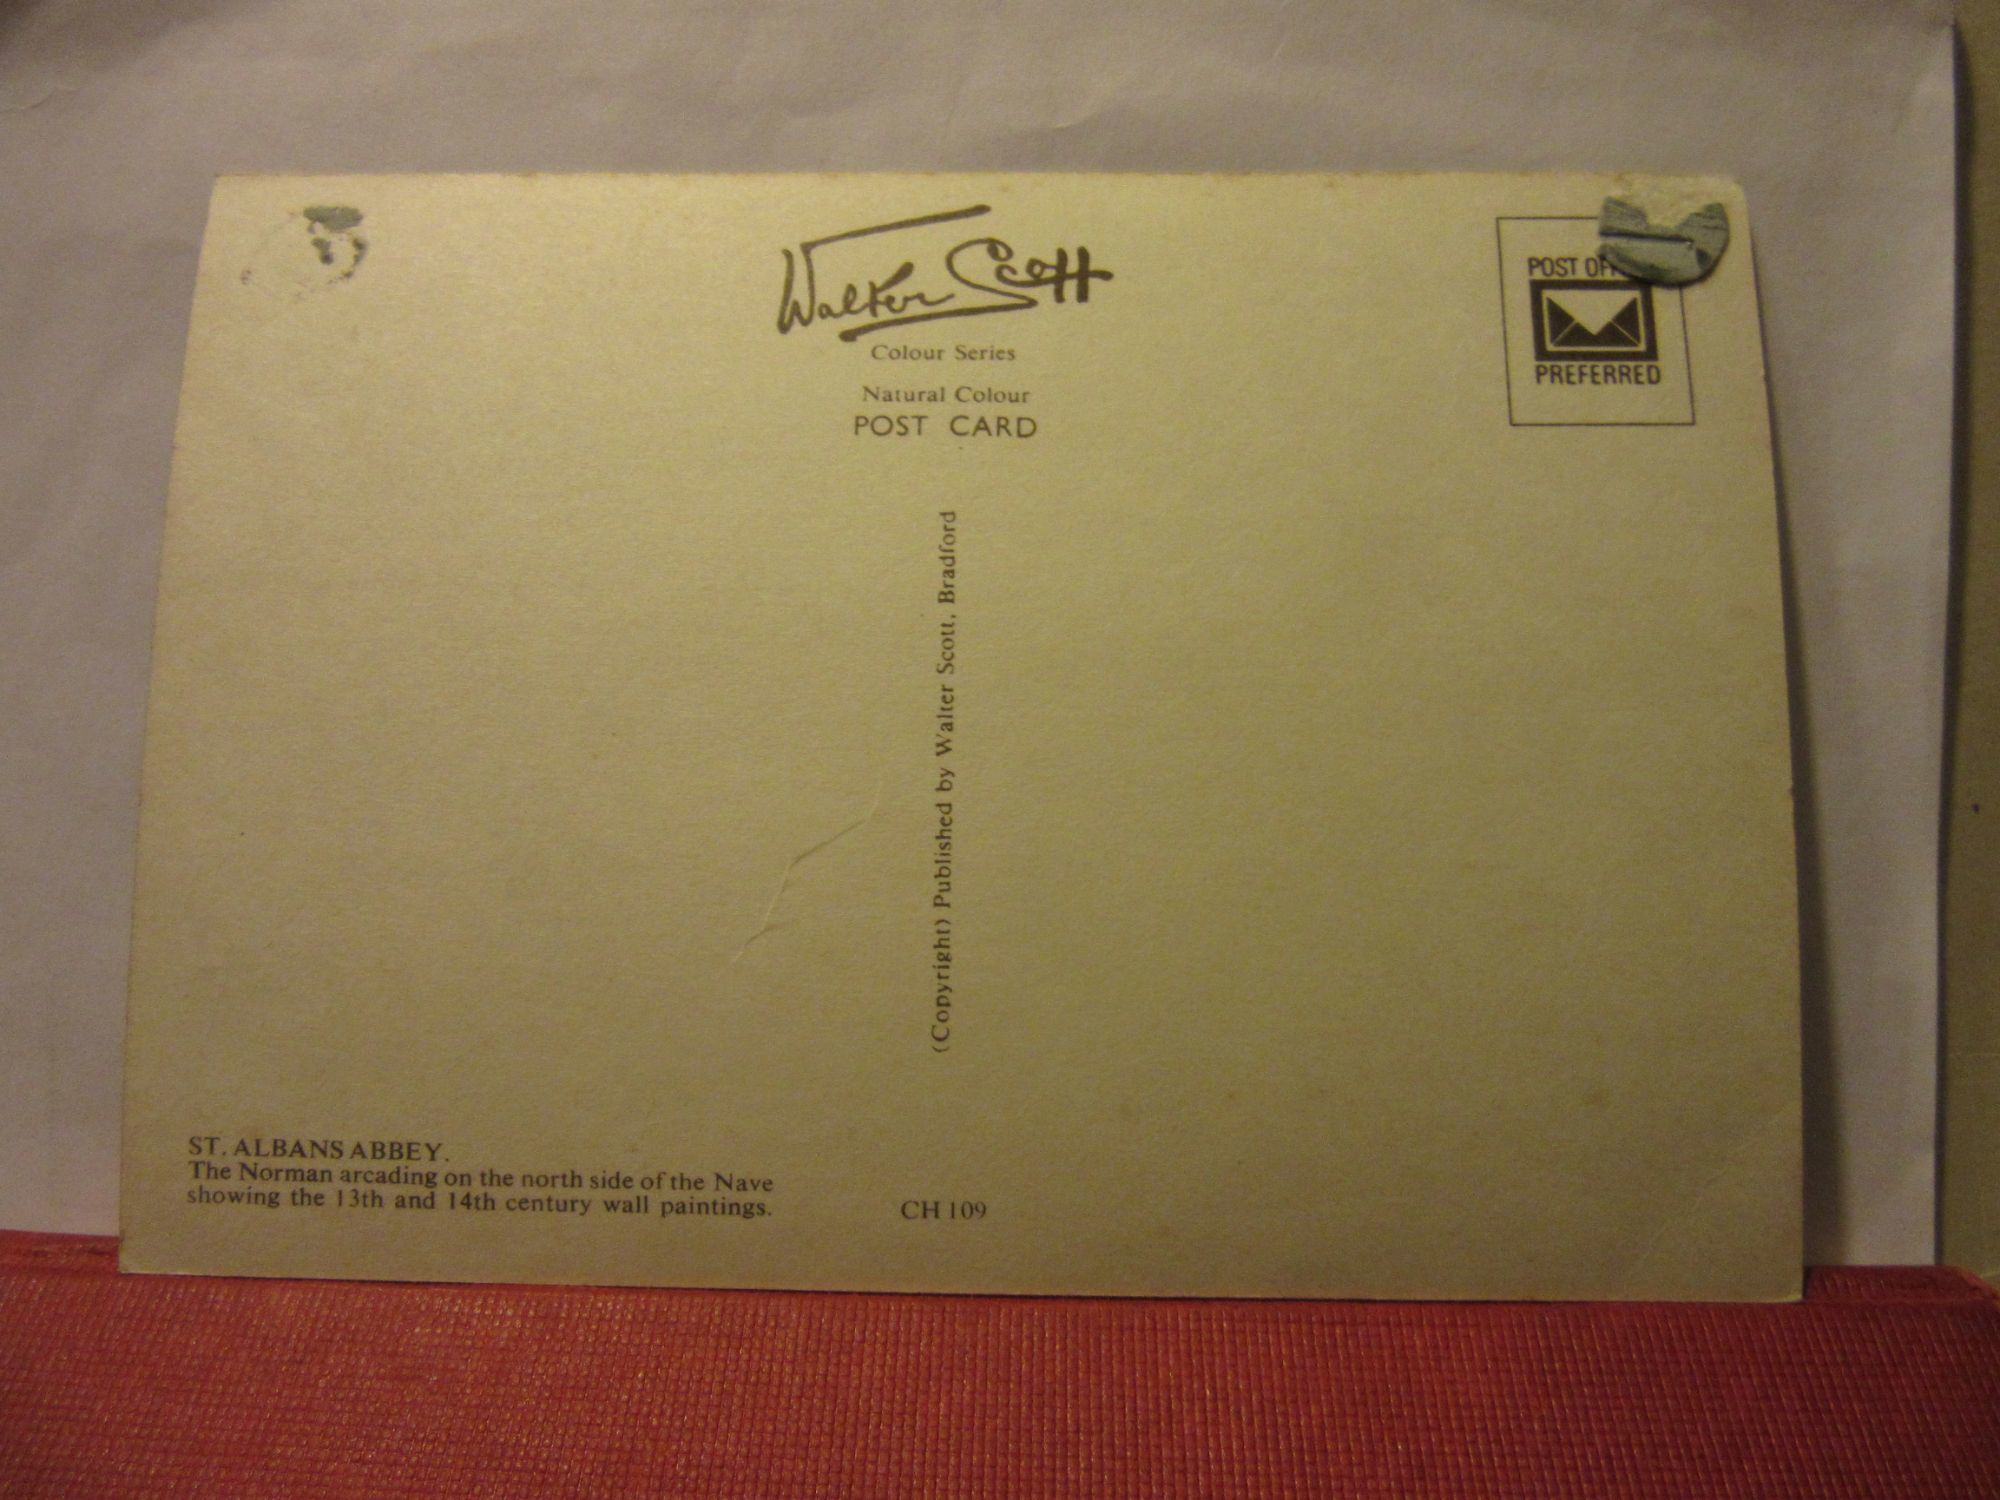 Walter Scott
Colour Series
Natural Colour
POST CARD
POST OF
PREFERRED
(Copyright) Published by Walter Scott, Bradford
ST. ALBANS ABBEY.
The Norman arcading on the north side of the Nave
showing the 13th and 14th century wall paintings.
CH 109